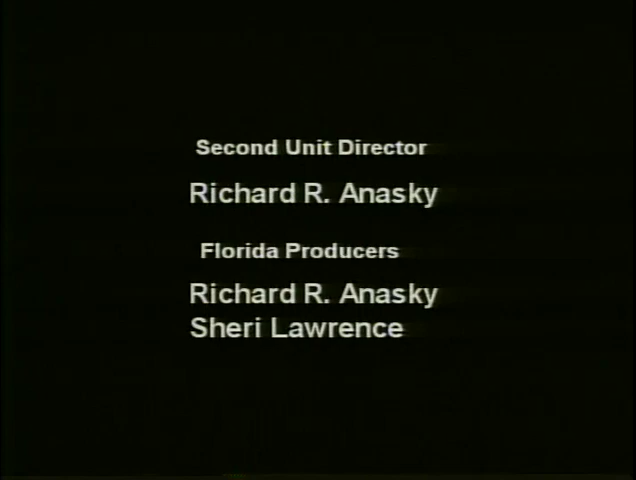 Second Unit Director
Richard R. Anasky
Florida Producers
Richard R. Anasky
Sheri Lawrence